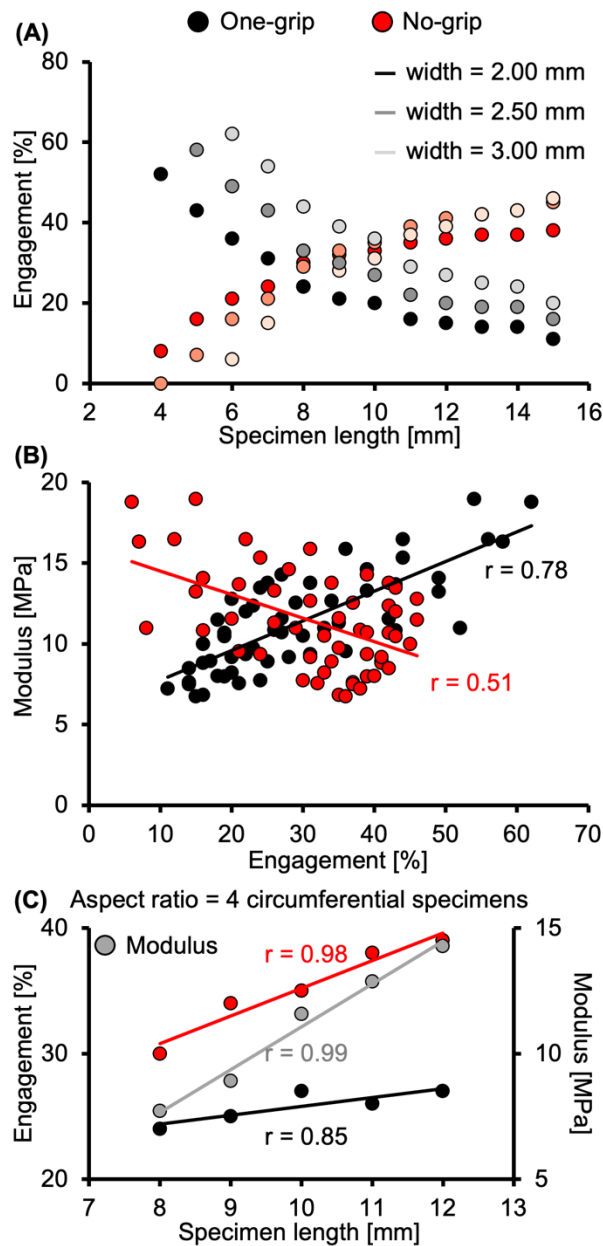 (A)
One-grip
No-grip
width = 2.00 mm
width = 2.50 mm
width = 3.00 mm
Engagement [%]
80
60
40
20
0
2
4
6
8
10
12
14
16
Specimen length [mm]
(B)
Modulus [MPa]
20
15
10
5
0
r = 0.78
r = 0.51
0
10
20
30
40
50
60
70
Engagement [%]
(C) Aspect ratio = 4 circumferential specimens
Modulus
Engagement [%]
40
30
20
r = 0.98
r = 0.99
r = 0.85
15
10
5
Modulus [MPa]
7
8
9
10
11
12
13
Specimen length [mm]